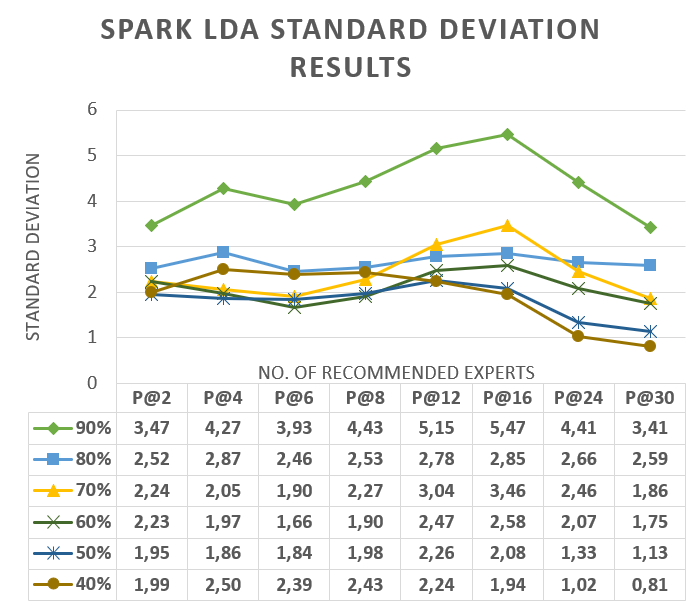 SPARK LDA STANDARD DEVIATION
RESULTS
STANDARD DEVIATION
6
5
4
3
2
1
0
NO. OF RECOMMENDED EXPERTS
P@2 P@4 P@6 P@8 P@12 P@16 P@24 P@30
90% 3,47 4,27 3,93 4,43 5,15 5,47 4,41 3,41
80% 2,52 2,87 2,46 2,53 2,78 2,85 2,66 2,59
70% 2,24 2,05 1,90 2,27 3,04 3,46 2,46 1,86
60% 2,23 1,97 1,66 1,90 2,47 2,58 2,07 1,75
50% 1,95 1,86 1,84 1,98 2,26 2,08 1,33 1,13
40% 1,99 2,50 2,39 2,43 2,24 1,94 1,02 0,81